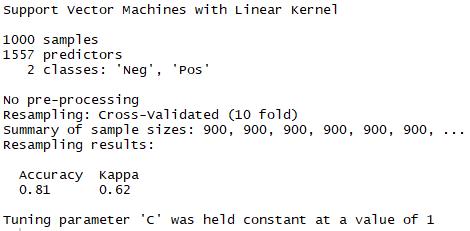 Support Vector Machines with Linear Kernel
1000 samples
1557 predictors
2 classes: 'Neg', 'Pos'
No pre-processing
Resampling: Cross-Validated (10 fold)
Summary of sample sizes: 900, 900, 900, 900, 900, 900, ...
Resampling results:
Accuracy Kappa
0.81 0.62
Tuning parameter 'C' was held constant at a value of 1